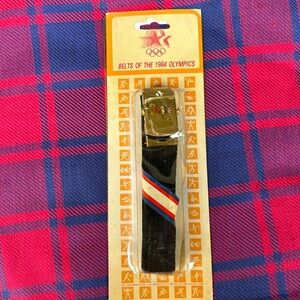 BELTS OF THE 1984 OLYMPICS